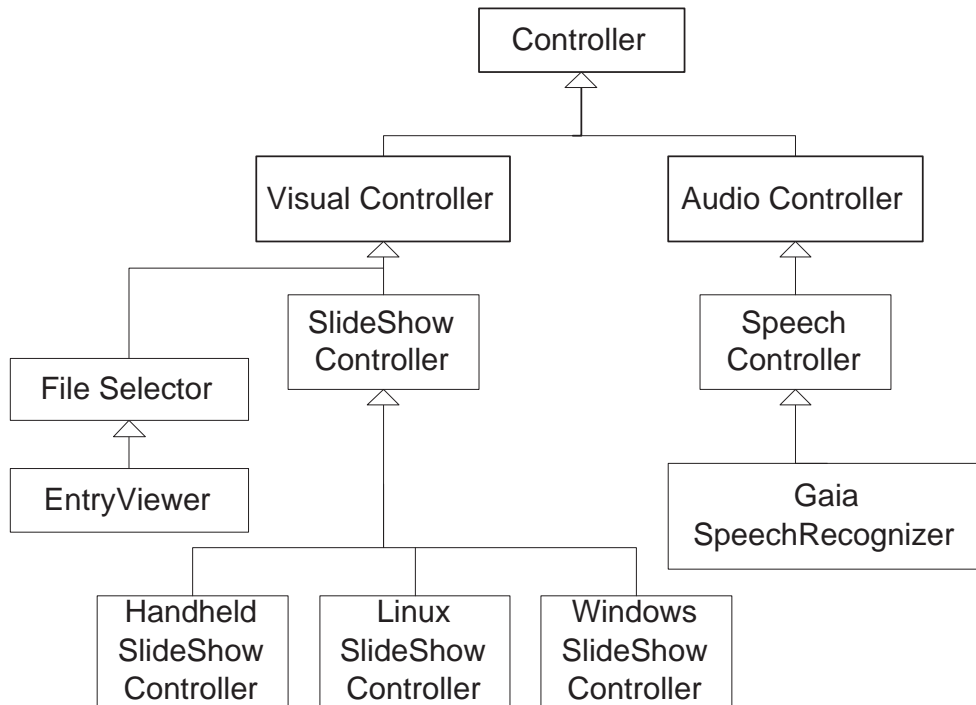 Controller
Visual Controller
Audio Controller
SlideShow
Controller
Speech
Controller
File Selector
EntryViewer
Gaia
SpeechRecognizer
Handheld
SlideShow
Controller
Linux
SlideShow
Controller
Windows
SlideShow
Controller